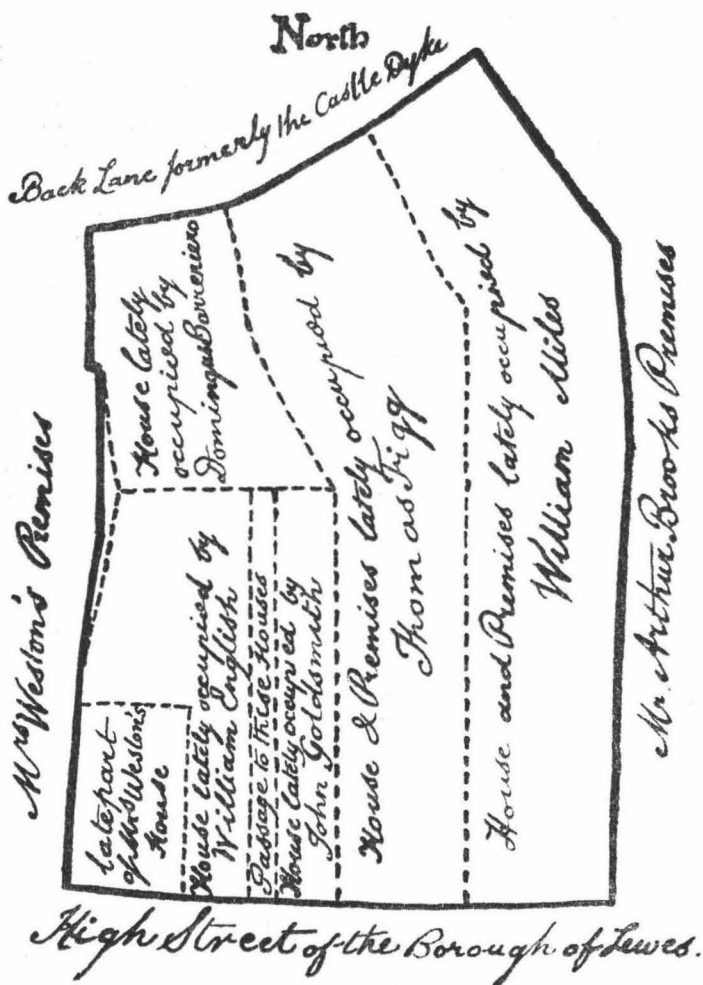 North
Back Lane formerly the Castle Dyke
House lately
occupied by
Domingus Barreniero
House & Premises lately occupied by
Thomas Figg
House and Premises lately occupied by
William Miles
Mr. Arthur Brooks Premises
Mrs Weston's Premises
late part
of Mrs Weston's
House
House lately occupied by
William English
Passage to these Houses
House lately occupied by
John Goldsmith
High Street of the Borough of Lewes.